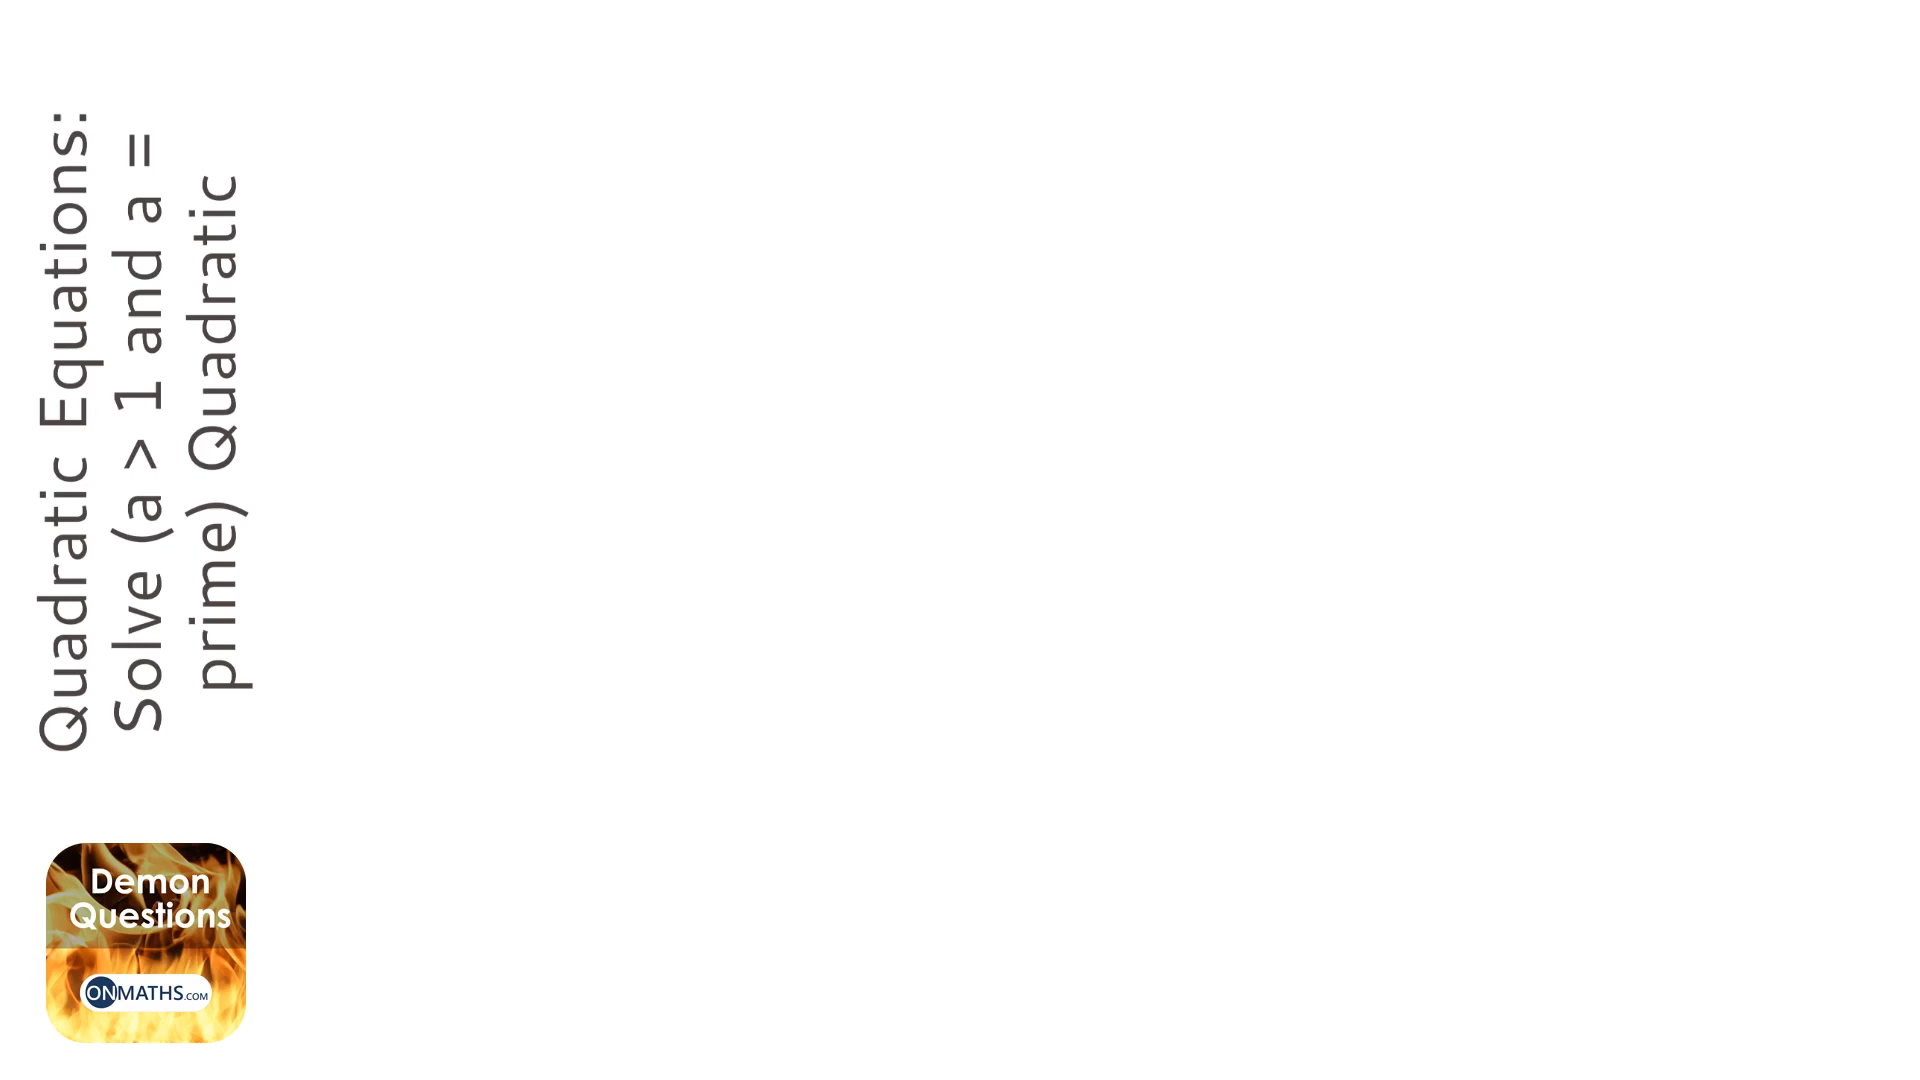 Quadratic Equations:
Solve (a > 1 and a =
prime) Quadratic
Demon
Questions
ONMATHS.COM